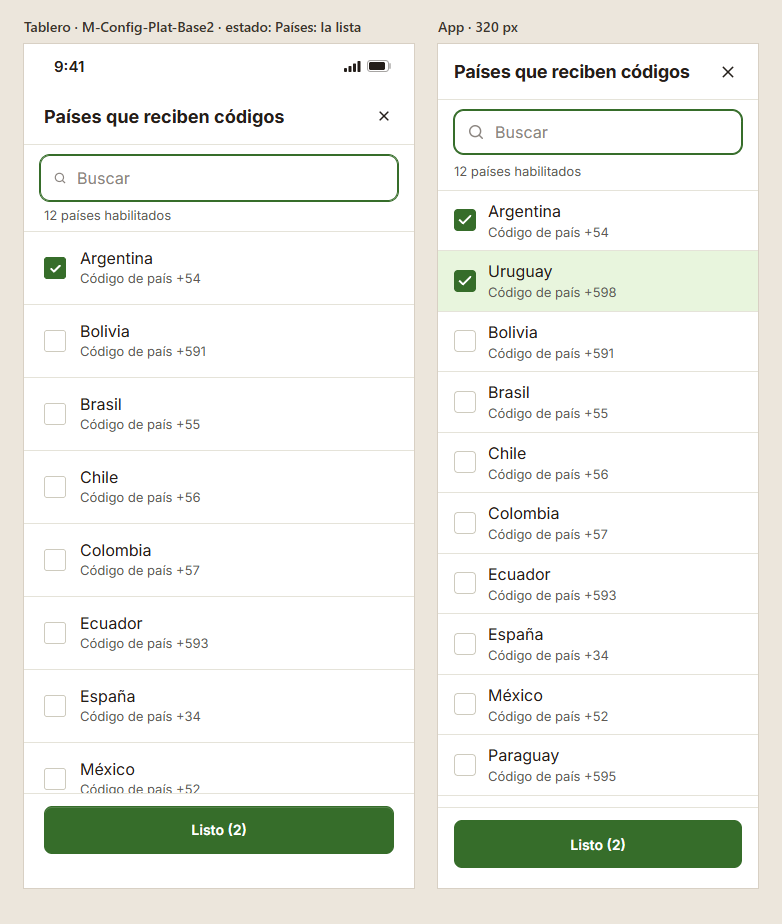 Tablero · M-Config-Plat-Base2 · estado: Países: la lista
9:41
Países que reciben códigos
Buscar
12 países habilitados
Argentina
Código de país +54
Bolivia
Código de país +591
Brasil
Código de país +55
Chile
Código de país +56
Colombia
Código de país +57
Ecuador
Código de país +593
España
Código de país +34
México
Código de país +52
Listo (2)
App · 320 px
Países que reciben códigos
Buscar
12 países habilitados
Argentina
Código de país +54
Uruguay
Código de país +598
Bolivia
Código de país +591
Brasil
Código de país +55
Chile
Código de país +56
Colombia
Código de país +57
Ecuador
Código de país +593
España
Código de país +34
México
Código de país +52
Paraguay
Código de país +595
Listo (2)